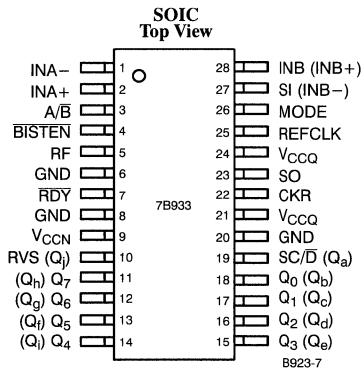 SOIC
Top View
INA− 1 28 INB (INB+)
INA+ 2 27 SI (INB−)
A/B̅ 3 26 MODE
B̅I̅S̅T̅E̅N̅ 4 25 REFCLK
RF 5 24 VCCQ
GND 6 23 SO
R̅D̅Y̅ 7 7B933 22 CKR
GND 8 21 VCCQ
VCCN 9 20 GND
RVS (Qj) 10 19 SC/D̅ (Qa)
(Qh) Q7 11 18 Q0 (Qb)
(Qg) Q6 12 17 Q1 (Qc)
(Qf) Q5 13 16 Q2 (Qd)
(Qi) Q4 14 15 Q3 (Qe)
B923-7